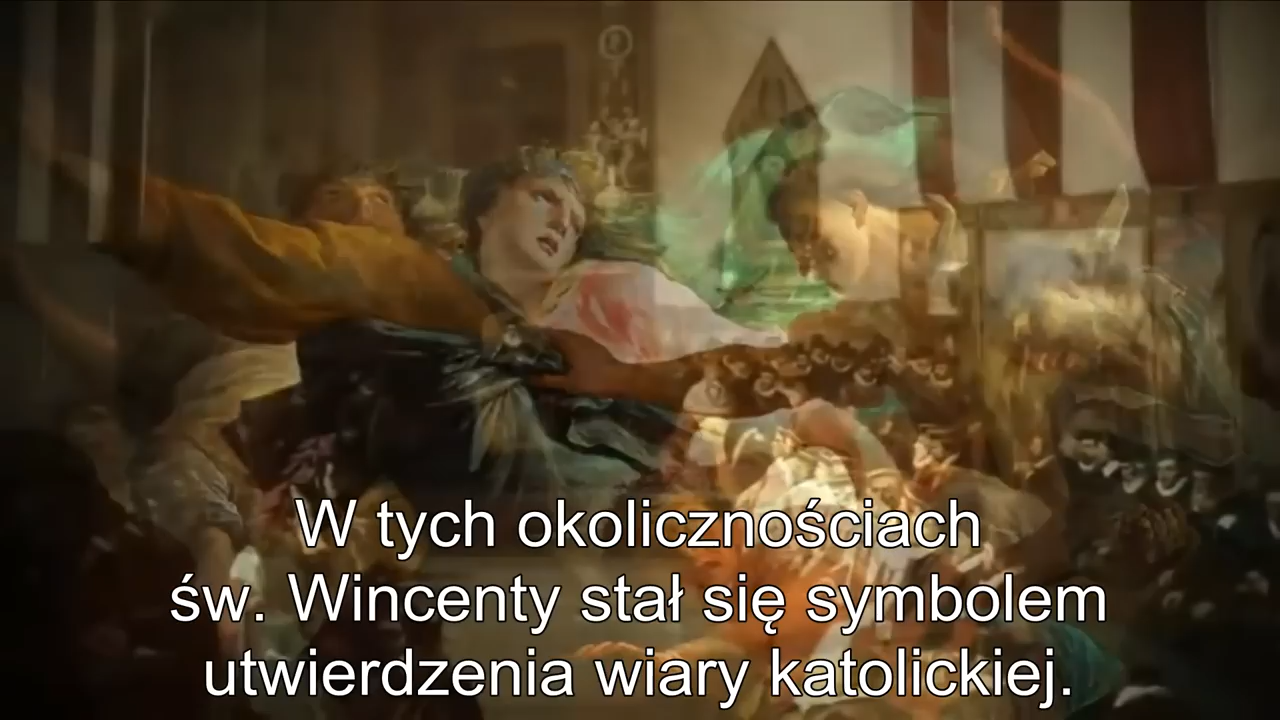 W tych okolicznościach
św. Wincenty stał się symbolem
utwierdzenia wiary katolickiej.